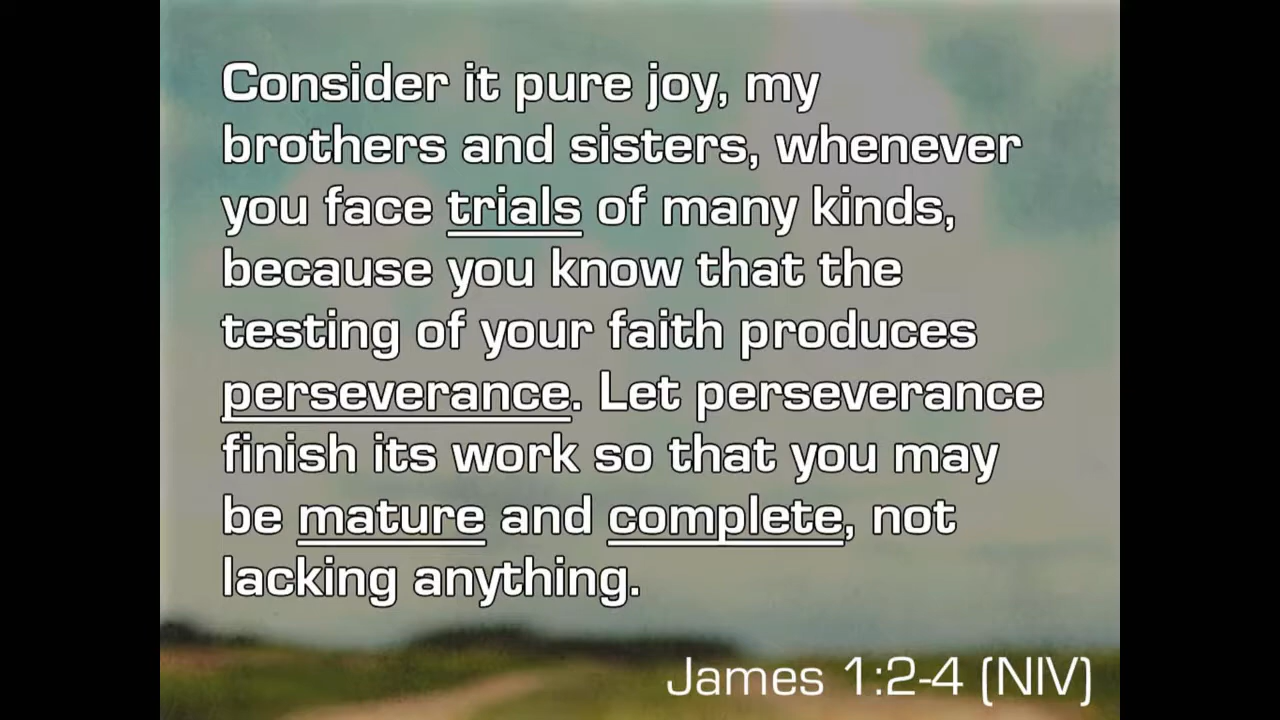 Consider it pure joy, my
brothers and sisters, whenever
you face trials of many kinds,
because you know that the
testing of your faith produces
perseverance. Let perseverance
finish its work so that you may
be mature and complete, not
lacking anything.
James 1:2-4 (NIV)